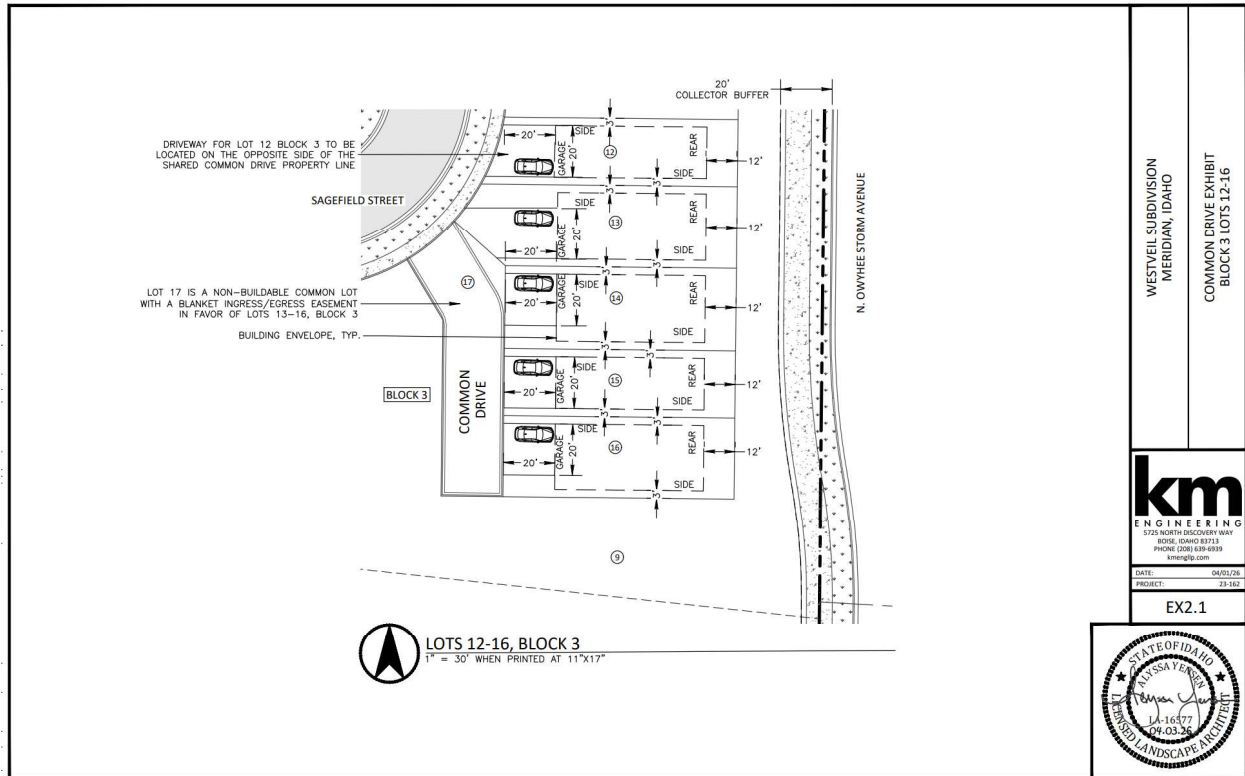 20'
COLLECTOR BUFFER
DRIVEWAY FOR LOT 12 BLOCK 3 TO BE
LOCATED ON THE OPPOSITE SIDE OF THE
SHARED COMMON DRIVE PROPERTY LINE
SAGEFIELD STREET
LOT 17 IS A NON-BUILDABLE COMMON LOT
WITH A BLANKET INGRESS/EGRESS EASEMENT
IN FAVOR OF LOTS 13-16, BLOCK 3
BUILDING ENVELOPE, TYP.
BLOCK 3
COMMON
DRIVE
17
3'
20'
GARAGE
20'
SIDE
12
REAR
SIDE
12'
3'
3'
SIDE
20'
GARAGE
20'
13
REAR
SIDE
12'
3'
3'
SIDE
20'
GARAGE
20'
14
REAR
SIDE
12'
3'
3'
SIDE
20'
GARAGE
20'
15
REAR
SIDE
12'
3'
3'
SIDE
20'
GARAGE
20'
16
REAR
SIDE
12'
3'
9
N. OWYHEE STORM AVENUE
LOTS 12-16, BLOCK 3
1" = 30' WHEN PRINTED AT 11"X17"
WESTVEIL SUBDIVISION
MERIDIAN, IDAHO
COMMON DRIVE EXHIBIT
BLOCK 3 LOTS 12-16
km
ENGINEERING
5725 NORTH DISCOVERY WAY
BOISE, IDAHO 83713
PHONE (208) 639-6939
kmengllp.com
DATE: 04/01/26
PROJECT: 23-162
EX2.1
STATE OF IDAHO
ALYSSA YENSEN
LA-16577
04.03.26
LICENSED LANDSCAPE ARCHITECT